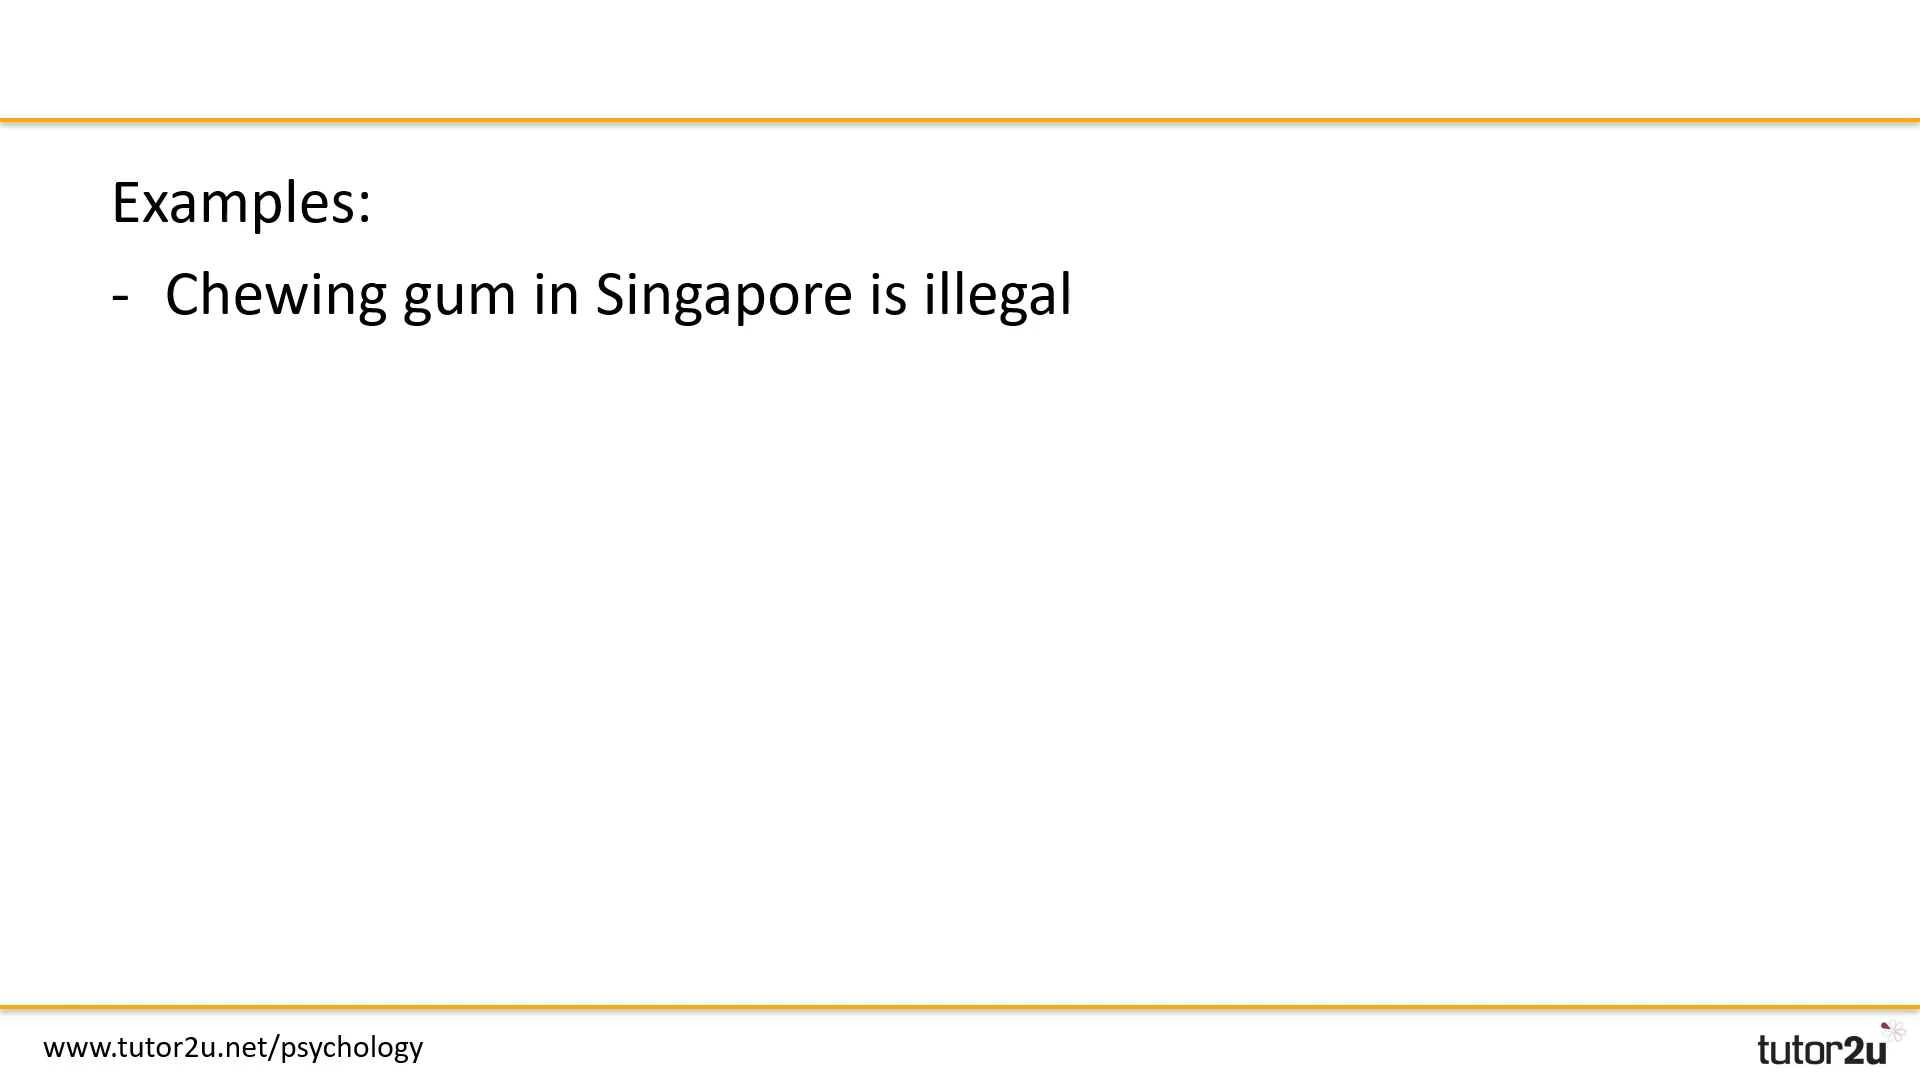 Examples:
- Chewing gum in Singapore is illegal
www.tutor2u.net/psychology
tutor2u